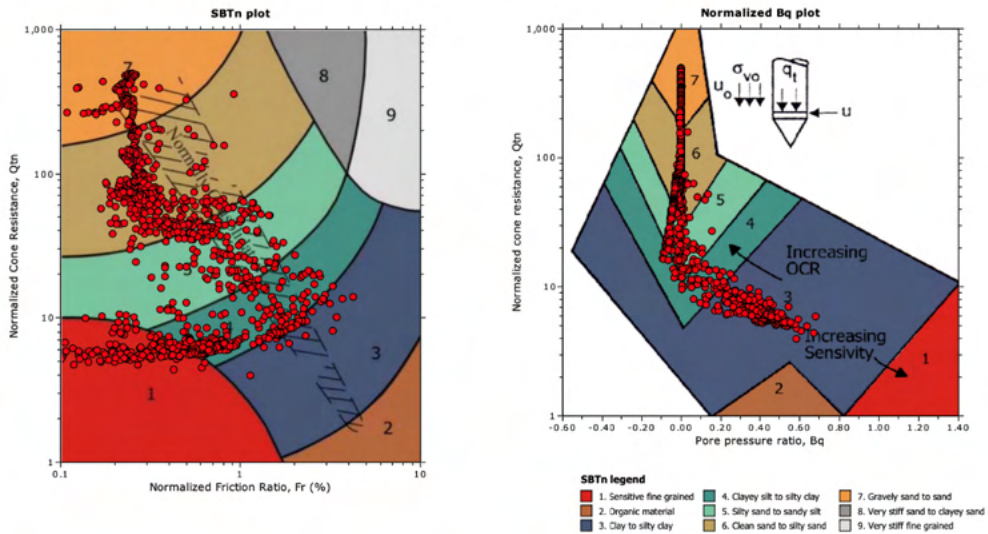 SBTn plot
1,000
100
10
1
0.1
1
10
Normalized Cone Resistance, Qtn
Normalized Friction Ratio, Fr (%)
7
8
9
5
4
3
1
2
Normalized Bq plot
1,000
100
10
1
-0.60
-0.40
-0.20
0.00
0.20
0.40
0.60
0.80
1.00
1.20
1.40
Normalized cone resistance, Qtn
Pore pressure ratio, Bq
uo
σvo
qt
u
7
6
5
4
3
2
1
Increasing
OCR
Increasing
Sensivity
SBTn legend
1. Sensitive fine grained
2. Organic material
3. Clay to silty clay
4. Clayey silt to silty clay
5. Silty sand to sandy silt
6. Clean sand to silty sand
7. Gravely sand to sand
8. Very stiff sand to clayey sand
9. Very stiff fine grained